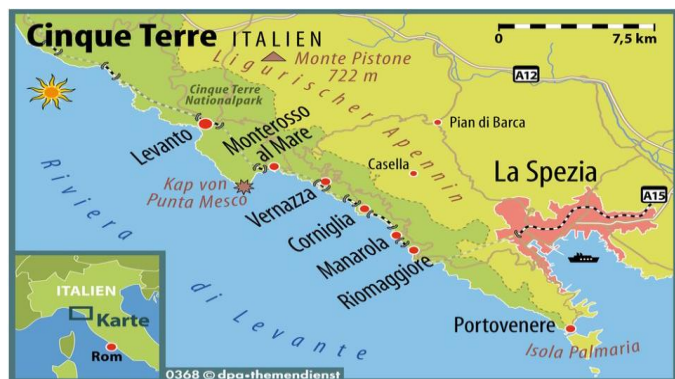 Cinque Terre ITALIEN
0 7,5 km
Monte Pistone
722 m
Ligurischer Apennin
A12
Cinque Terre
Nationalpark
Pian di Barca
Levanto
Monterosso
al Mare
Casella
La Spezia
Kap von
Punta Mesco
A15
Vernazza
Corniglia
Manarola
Riomaggiore
Riviera di Levante
ITALIEN
Karte
Rom
Portovenere
Isola Palmaria
0368 © dpa-themendienst